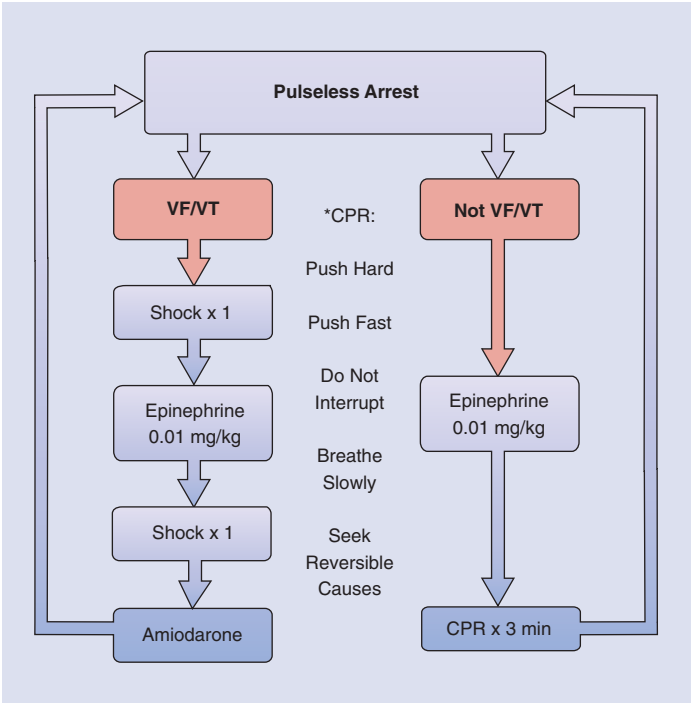 Pulseless Arrest
VF/VT
Shock x 1
Epinephrine
0.01 mg/kg
Shock x 1
Amiodarone
*CPR:
Push Hard
Push Fast
Do Not
Interrupt
Breathe
Slowly
Seek
Reversible
Causes
Not VF/VT
Epinephrine
0.01 mg/kg
CPR x 3 min